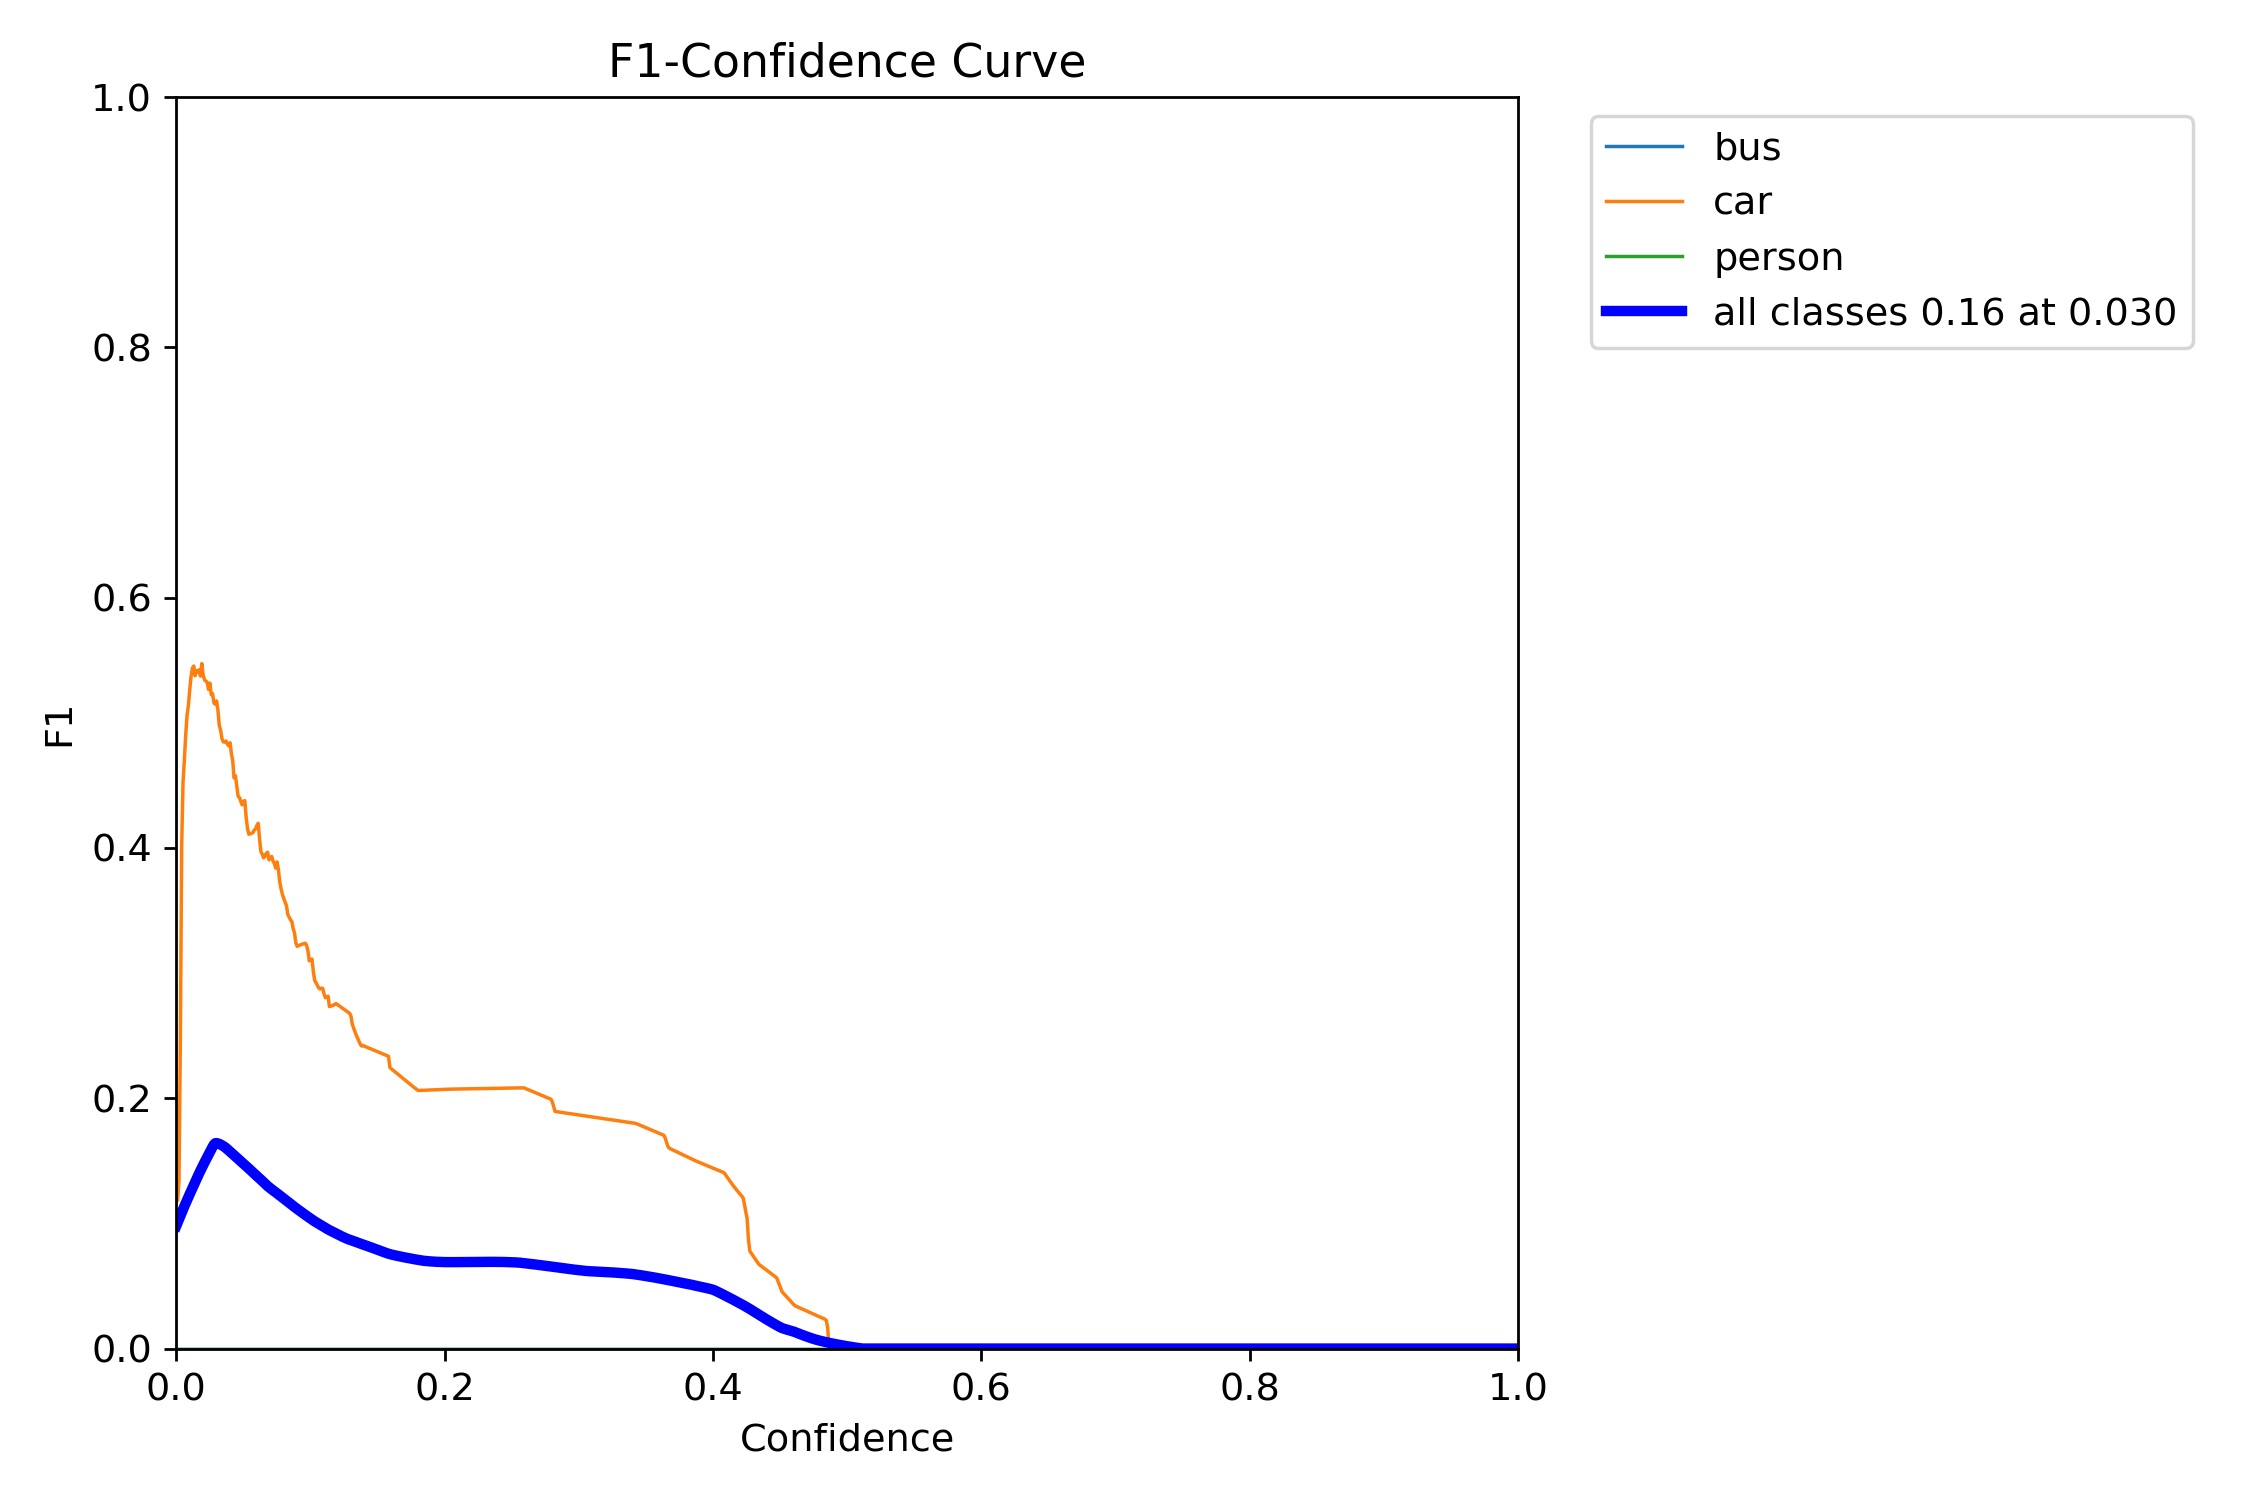 F1-Confidence Curve
1.0
0.8
0.6
0.4
0.2
0.0
F1
0.0 0.2 0.4 0.6 0.8 1.0
Confidence
bus
car
person
all classes 0.16 at 0.030